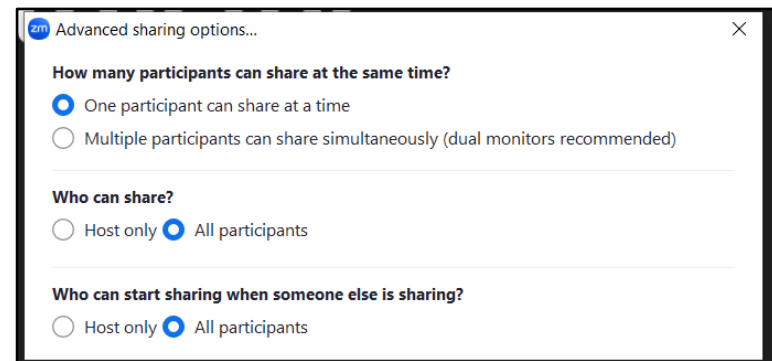 zm Advanced sharing options...
How many participants can share at the same time?
One participant can share at a time
Multiple participants can share simultaneously (dual monitors recommended)
Who can share?
Host only All participants
Who can start sharing when someone else is sharing?
Host only All participants